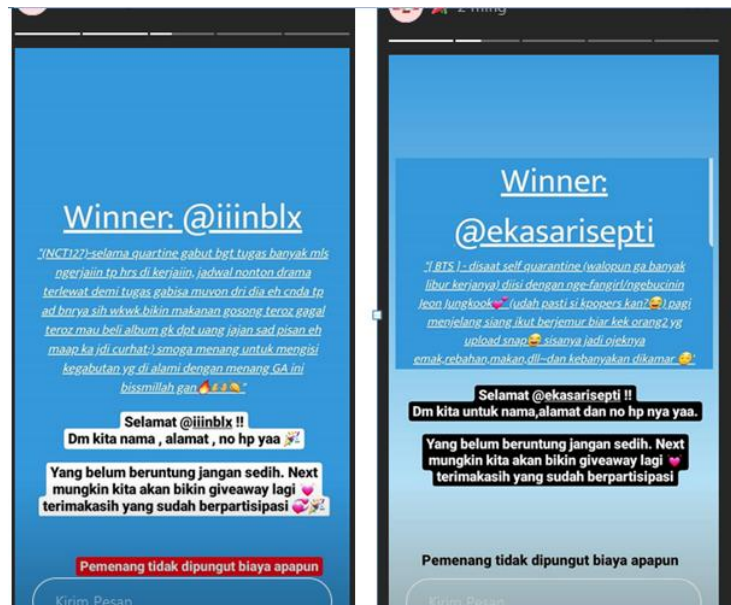 Winner: @iiinblx
"(NCT127)-selama quartine gabut bgt tugas banyak mls
ngerjaiin tp hrs di kerjaiin, jadwal nonton drama
terlewat demi tugas gabisa muvon dri dia eh cnda tp
ad bnrya sih wkwk.bikin makanan gosong teroz gagal
teroz mau beli album gk dpt uang jajan sad pisan eh
maap ka jdi curhat:) smoga menang untuk mengisi
kegabutan yg di alami dengan menang GA ini
bissmillah gan🔥💰💰👊"
Selamat @iiinblx !!
Dm kita nama , alamat , no hp yaa 🎉
Yang belum beruntung jangan sedih. Next
mungkin kita akan bikin giveaway lagi 💓
terimakasih yang sudah berpartisipasi 💞🎉
Pemenang tidak dipungut biaya apapun
Kirim Pesan
2 ming
Winner:
@ekasarisepti
"[ BTS ] - disaat self quarantine (walopun ga banyak
libur kerjanya) diisi dengan nge-fangirl/ngebucinin
Jeon Jungkook💕 (udah pasti si kpopers kan?😂) pagi
menjelang siang ikut berjemur biar kek orang2 yg
upload snap😂 sisanya jadi ojeknya
emak,rebahan,makan,dll~dan kebanyakan dikamar 😏"
Selamat @ekasarisepti !!
Dm kita untuk nama,alamat dan no hp nya yaa.
Yang belum beruntung jangan sedih. Next
mungkin kita akan bikin giveaway lagi 💓
terimakasih yang sudah berpartisipasi
Pemenang tidak dipungut biaya apapun
Kirim Pesan